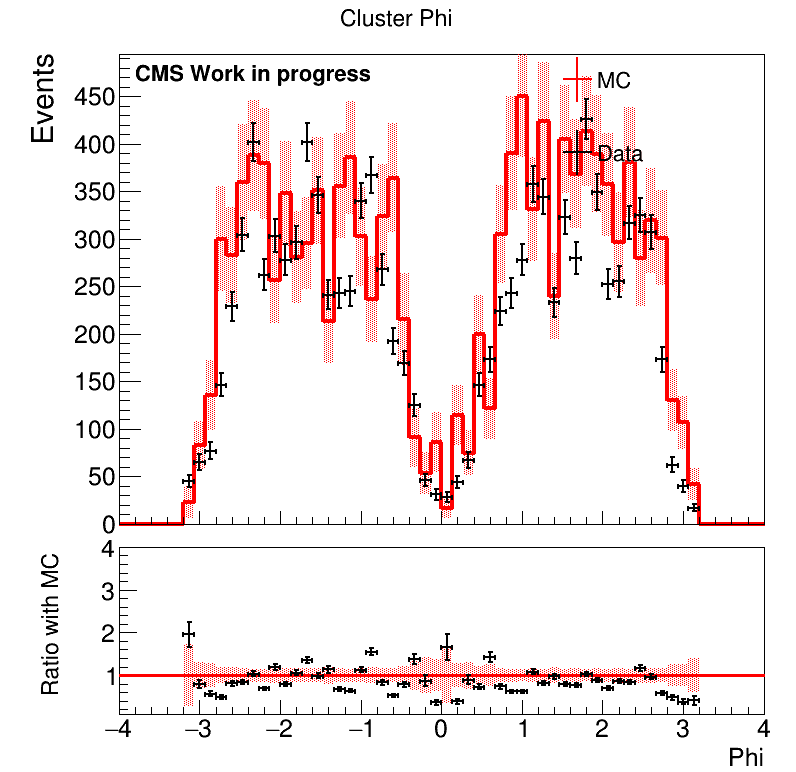 Cluster Phi
Events
CMS Work in progress
MC
Data
450
400
350
300
250
200
150
100
50
0
Ratio with MC
4
3
2
1
−4 −3 −2 −1 0 1 2 3 4
Phi